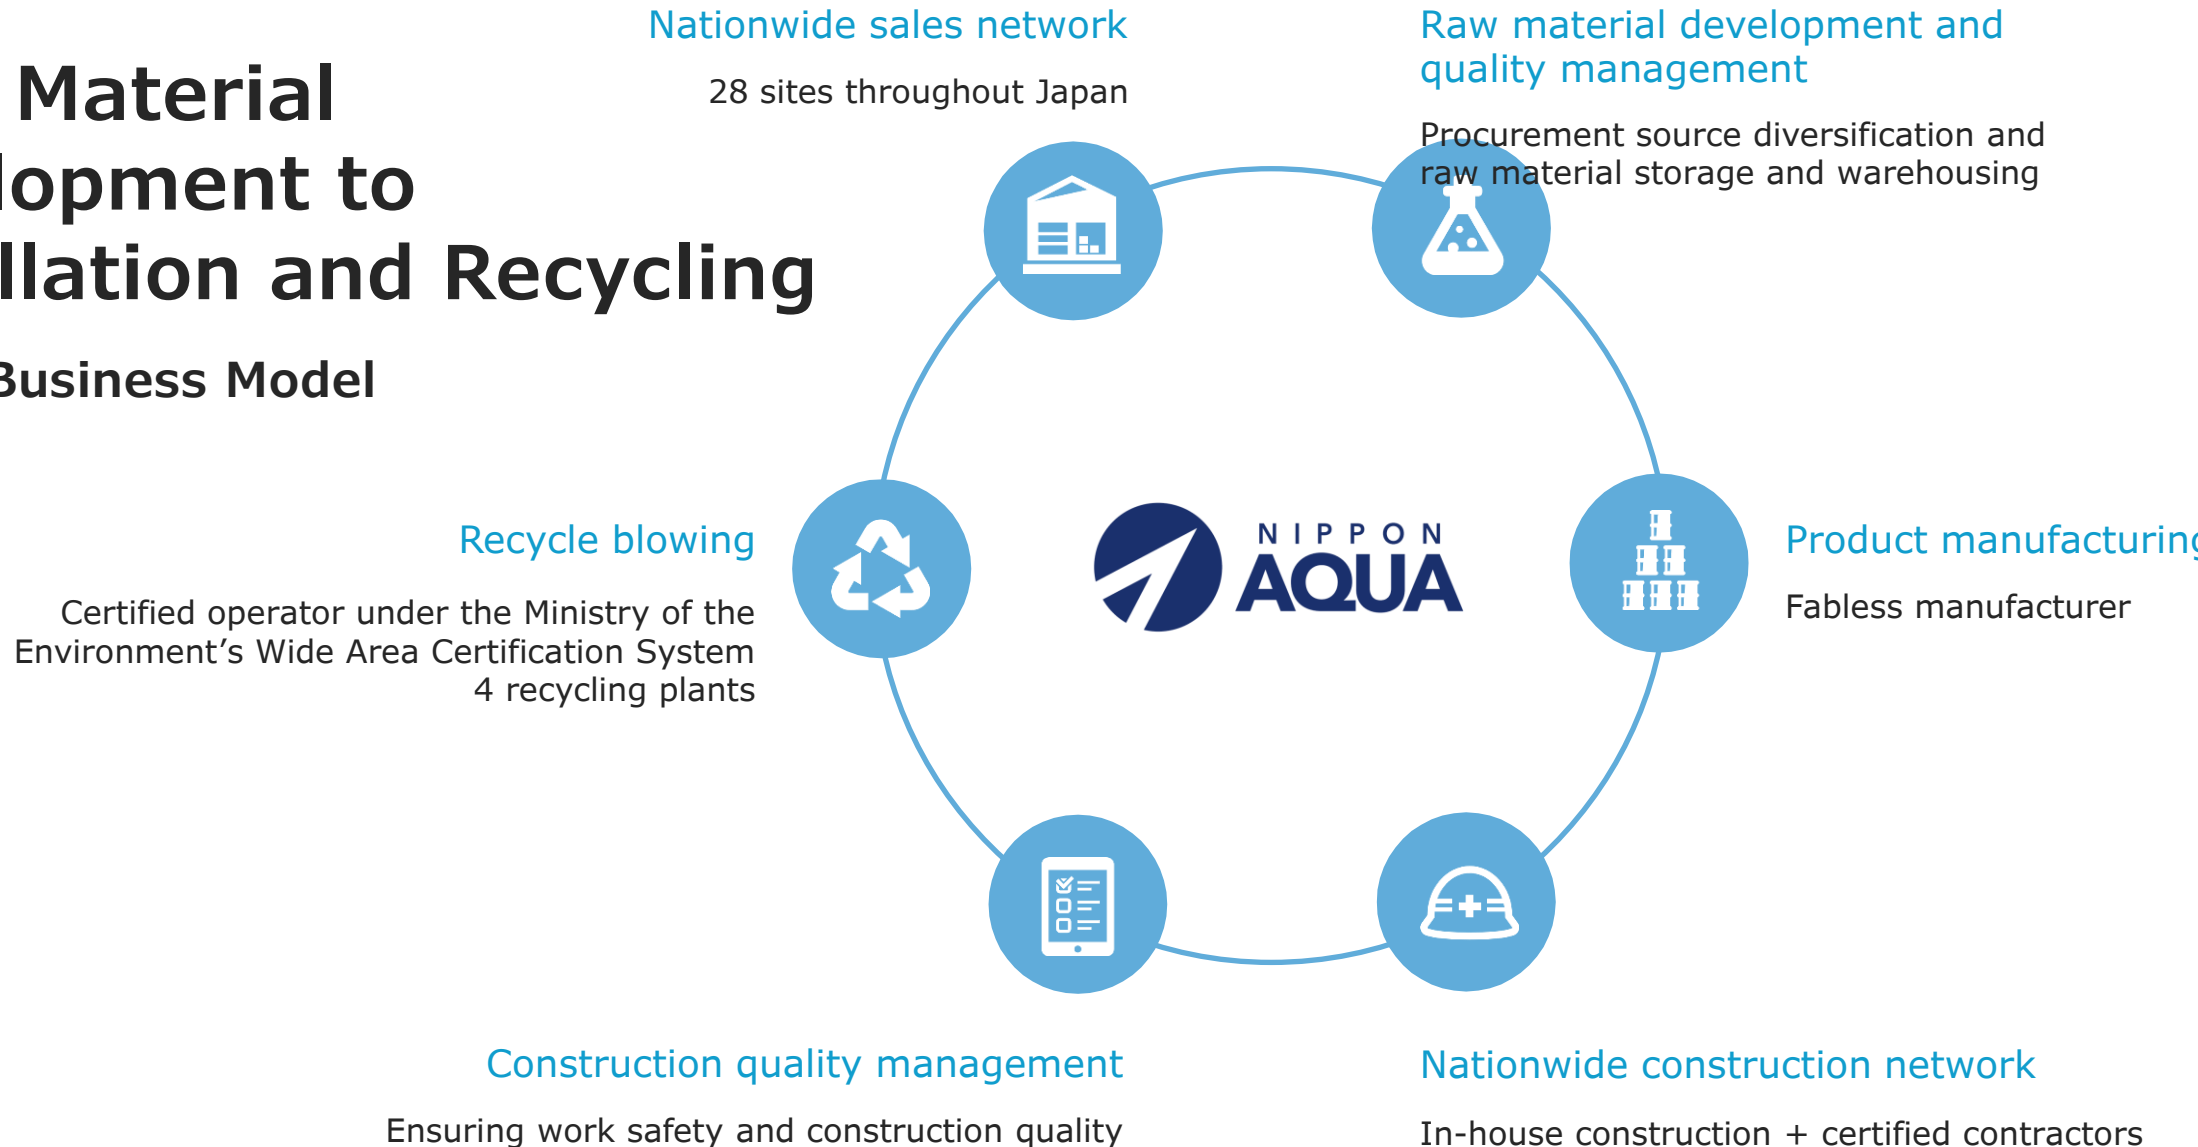 Material
lopment to
llation and Recycling
Business Model
Nationwide sales network
28 sites throughout Japan
Raw material development and
quality management
Procurement source diversification and
raw material storage and warehousing
Recycle blowing
Certified operator under the Ministry of the
Environment’s Wide Area Certification System
4 recycling plants
NIPPON
AQUA
Product manufacturing
Fabless manufacturer
Construction quality management
Ensuring work safety and construction quality
Nationwide construction network
In-house construction + certified contractors